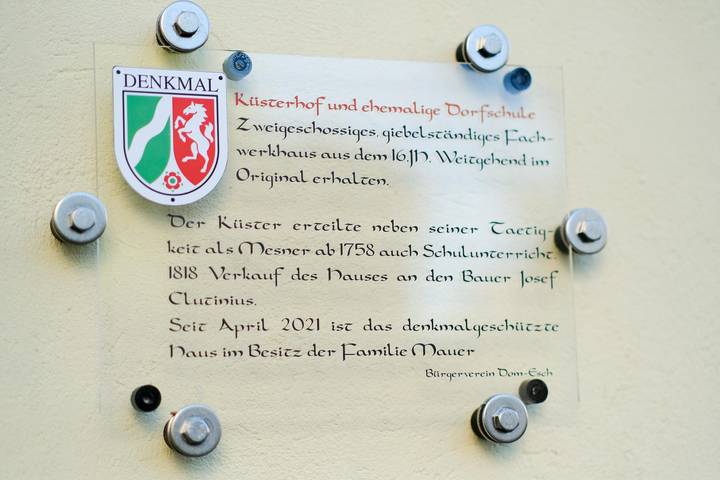 DENKMAL
Küsterhof und ehemalige Dorfschule
Zweigeschossiges, giebelständiges Fach-
werkhaus aus dem 16.Jh. Weitgehend im
Original erhalten.
Der Küster erteilte neben seiner Taetig-
keit als Mesner ab 1758 auch Schulunterricht.
1818 Verkauf des Hauses an den Bauer Josef
Clutinius.
Seit April 2021 ist das denkmalgeschützte
Haus im Besitz der Familie Mauer
Bürgerverein Dom-Esch